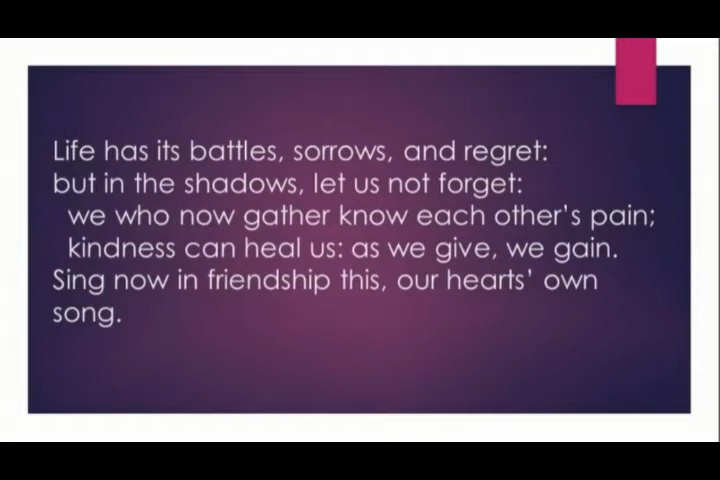 Life has its battles, sorrows, and regret:
but in the shadows, let us not forget:
we who now gather know each other’s pain;
kindness can heal us: as we give, we gain.
Sing now in friendship this, our hearts’ own
song.